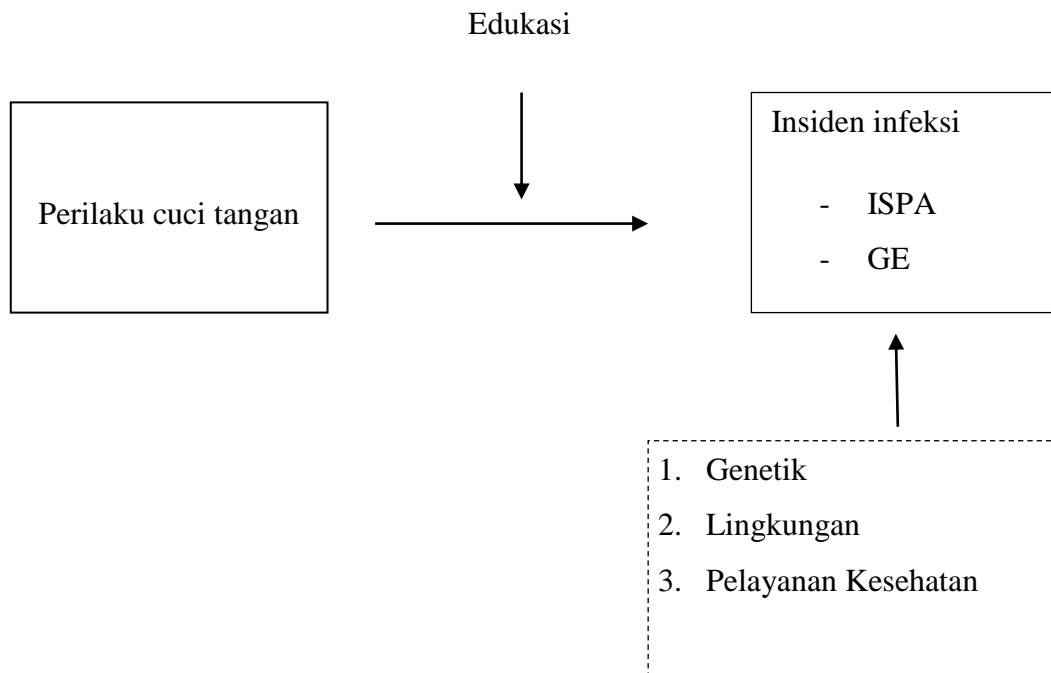 Edukasi
Perilaku cuci tangan
Insiden infeksi
- ISPA
- GE
1. Genetik
2. Lingkungan
3. Pelayanan Kesehatan